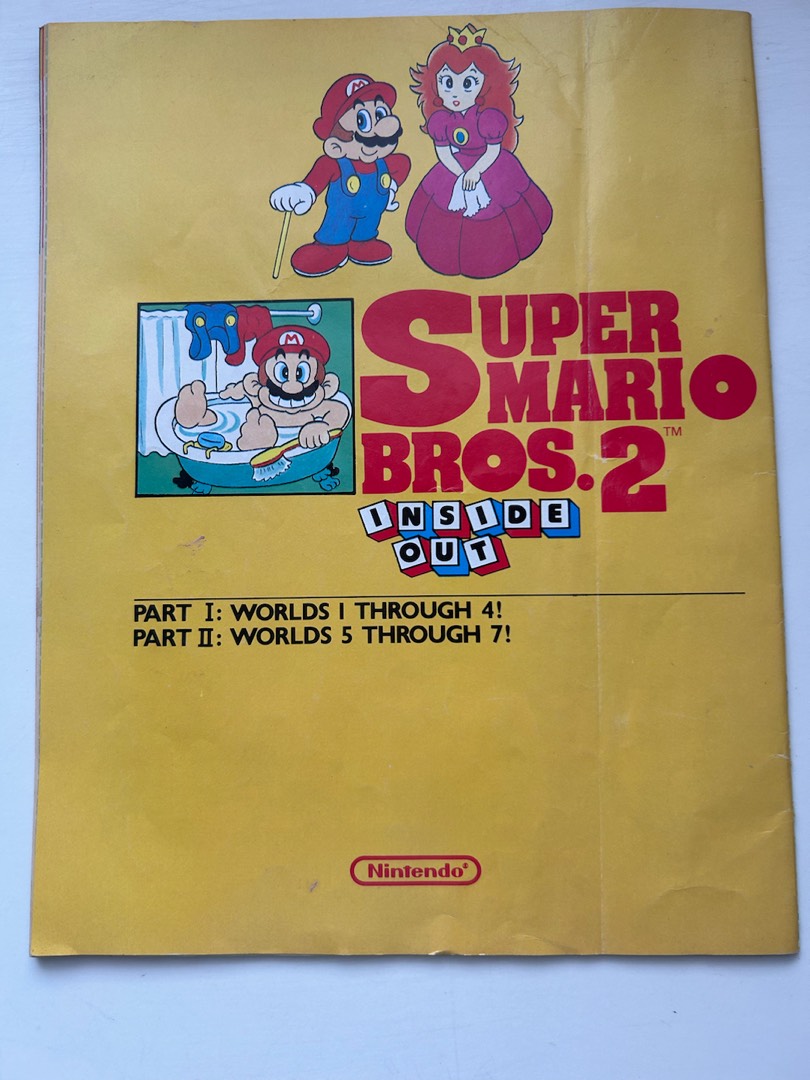 M
M
SUPER
MARIO
BROS. 2™
INSIDE
OUT
PART I: WORLDS 1 THROUGH 4!
PART II: WORLDS 5 THROUGH 7!
Nintendo®